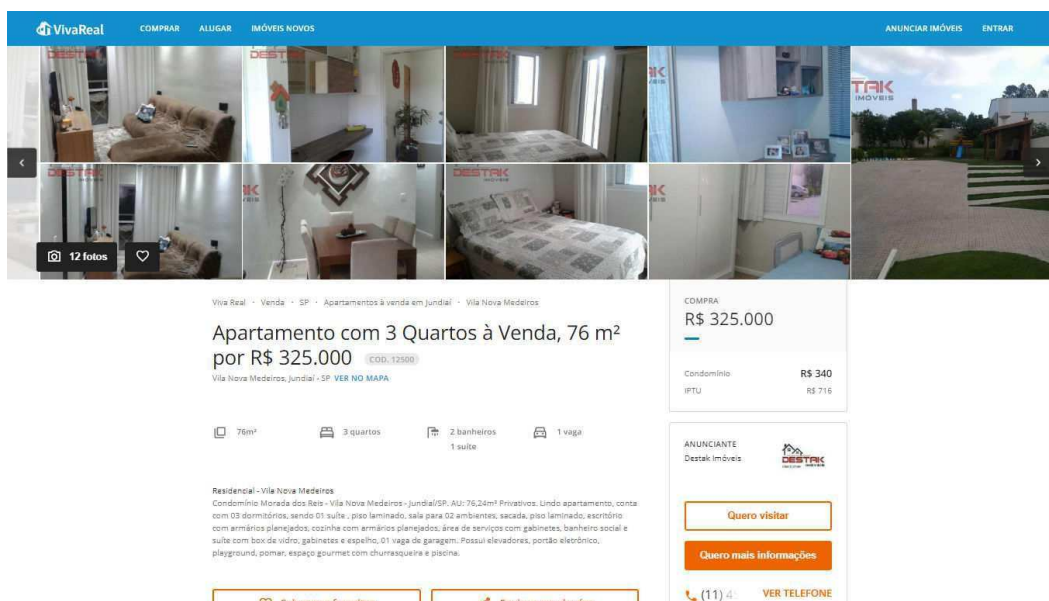 VivaReal COMPRAR ALUGAR IMÓVEIS NOVOS ANUNCIAR IMÓVEIS ENTRAR
DESTAK
IMÓVEIS
12 fotos
Viva Real - Venda - SP - Apartamentos à venda em Jundiaí - Vila Nova Medeiros
Apartamento com 3 Quartos à Venda, 76 m²
por R$ 325.000 COD. 12500
Vila Nova Medeiros, Jundiaí - SP VER NO MAPA
76m² 3 quartos 2 banheiros 1 vaga
1 suíte
Residencial - Vila Nova Medeiros
Condomínio Morada dos Reis - Vila Nova Medeiros - Jundiaí/SP. AU: 76,24m² Privativos. Lindo apartamento, conta
com 03 dormitórios, sendo 01 suíte , piso laminado, sala para 02 ambientes, sacada, piso laminado, escritório
com armários planejados, cozinha com armários planejados, área de serviços com gabinetes, banheiro social e
suíte com box de vidro, gabinetes e espelho, 01 vaga de garagem. Possui elevadores, portão eletrônico,
playground, pomar, espaço gourmet com churrasqueira e piscina.
COMPRA
R$ 325.000
Condomínio R$ 340
IPTU R$ 716
ANUNCIANTE
Destak Imóveis
DESTAK
Quero visitar
Quero mais informações
(11) 4 VER TELEFONE